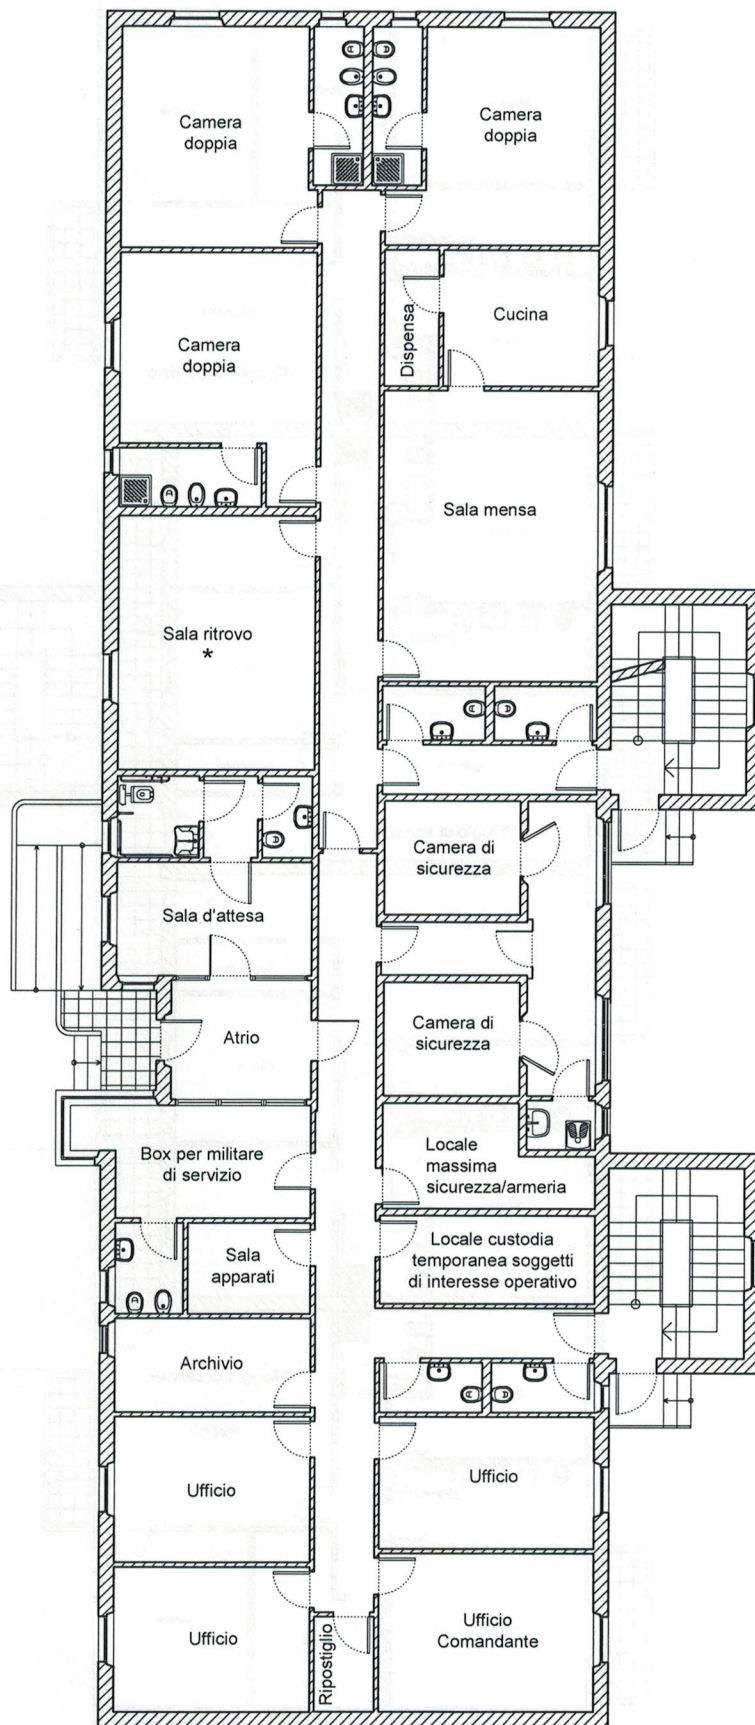 Camera
doppia
Camera
doppia
Camera
doppia
Dispensa
Cucina
Sala mensa
Sala ritrovo
*
Camera di
sicurezza
Sala d'attesa
Camera di
sicurezza
Atrio
Box per militare
di servizio
Locale
massima
sicurezza/armeria
Sala
apparati
Locale custodia
temporanea soggetti
di interesse operativo
Archivio
Ufficio
Ufficio
Ufficio
Ripostiglio
Ufficio
Comandante